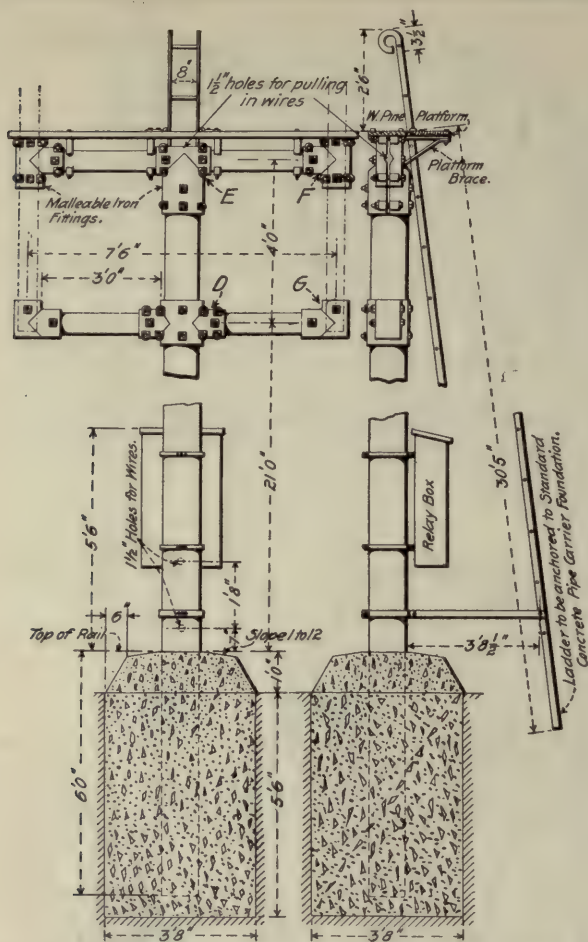 8"
1½" holes for pulling
in wires
3½"
2'6"
W. Pine Platform
Platform
Brace.
Malleable Iron
Fittings.
E
F
7'6"
3'0"
4'0"
D
G
21'0"
30'5"
5'6"
1½" Holes for Wires.
Relay Box
1'8"
6"
Top of Rail
Slope 1 to 12
3'8½"
Ladder to be anchored to Standard
Concrete Pipe Carrier Foundation.
10"
6'0"
5'6"
3'8"
3'8"